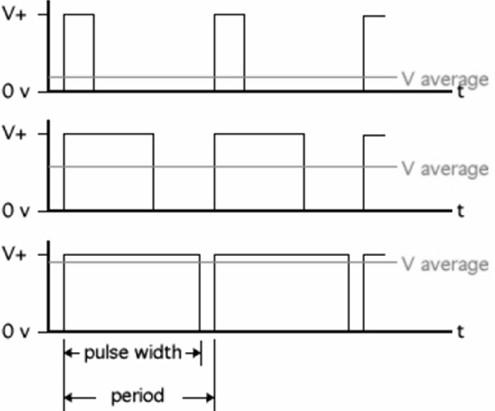 V+
V average
0 v
t
V+
V average
0 v
t
V+
V average
0 v
t
pulse width
period